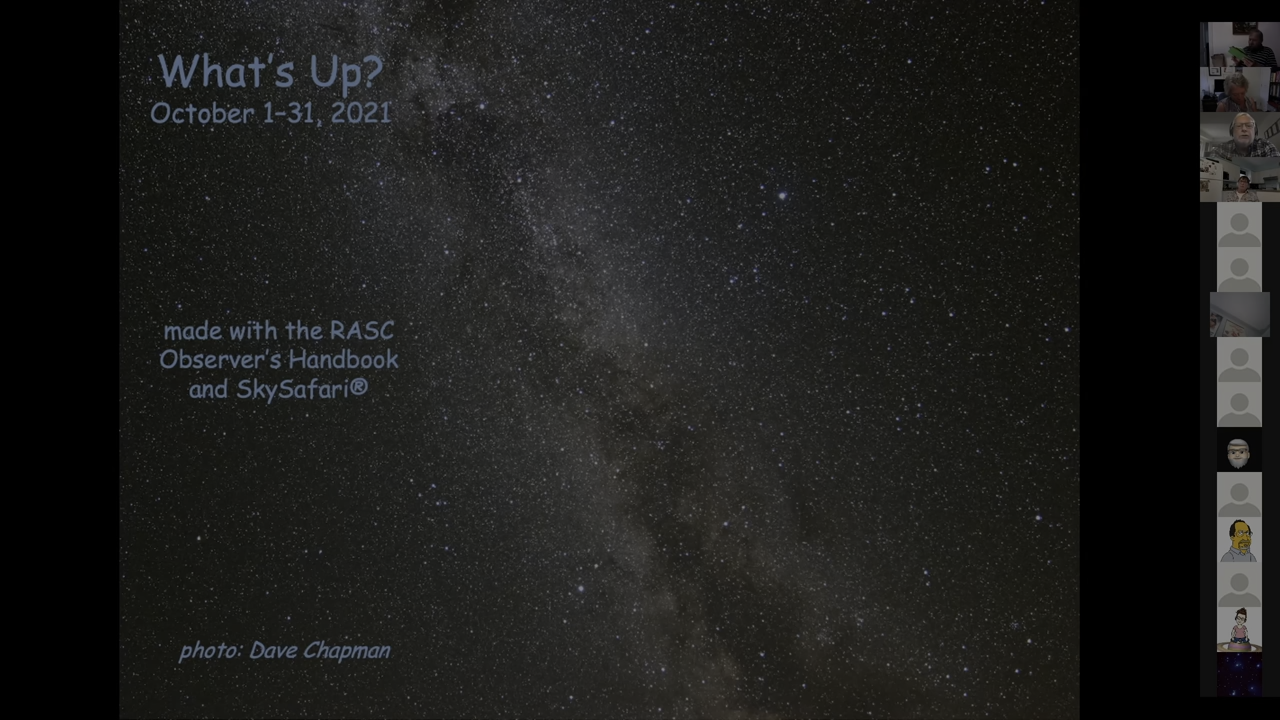 What's Up?
October 1-31, 2021
made with the RASC
Observer's Handbook
and SkySafari®
photo: Dave Chapman